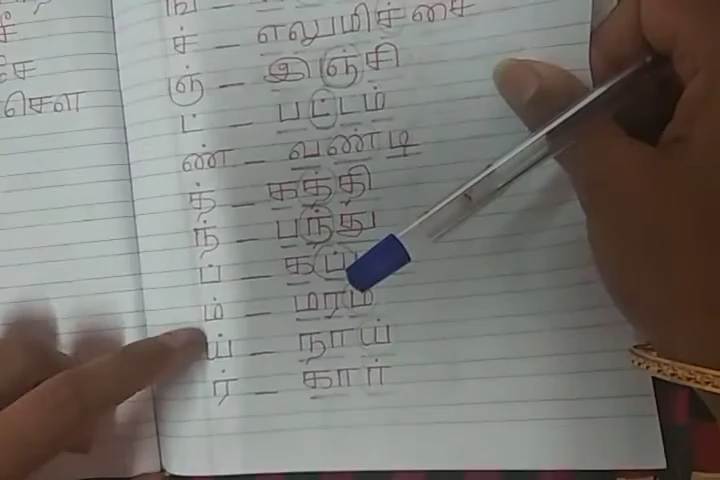 ச் – எலுமிச்சை
ஞ் – இஞ்சி
ட் – பட்டம்
ண் – வண்டி
த் – கத்தி
ந் – பந்து
ப் –
ம் – மரம்
ய் – நாய்
ர் – கார்